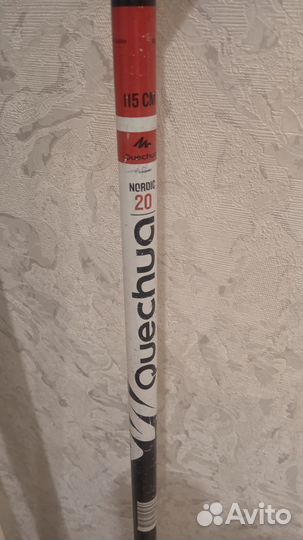 115 CM
Quechua
NORDIC
20
Quechua
Avito